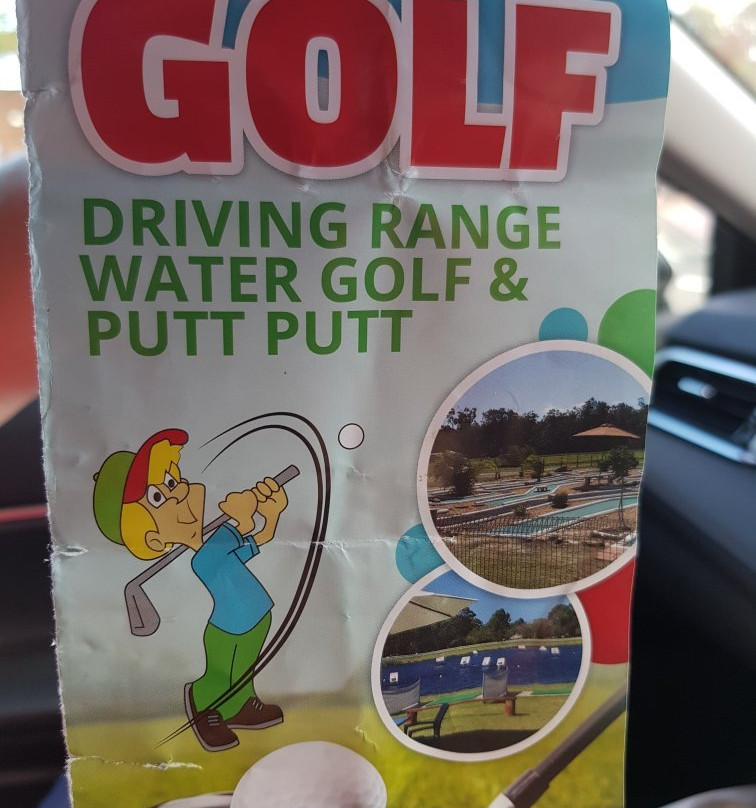 GOLF
DRIVING RANGE
WATER GOLF &
PUTT PUTT